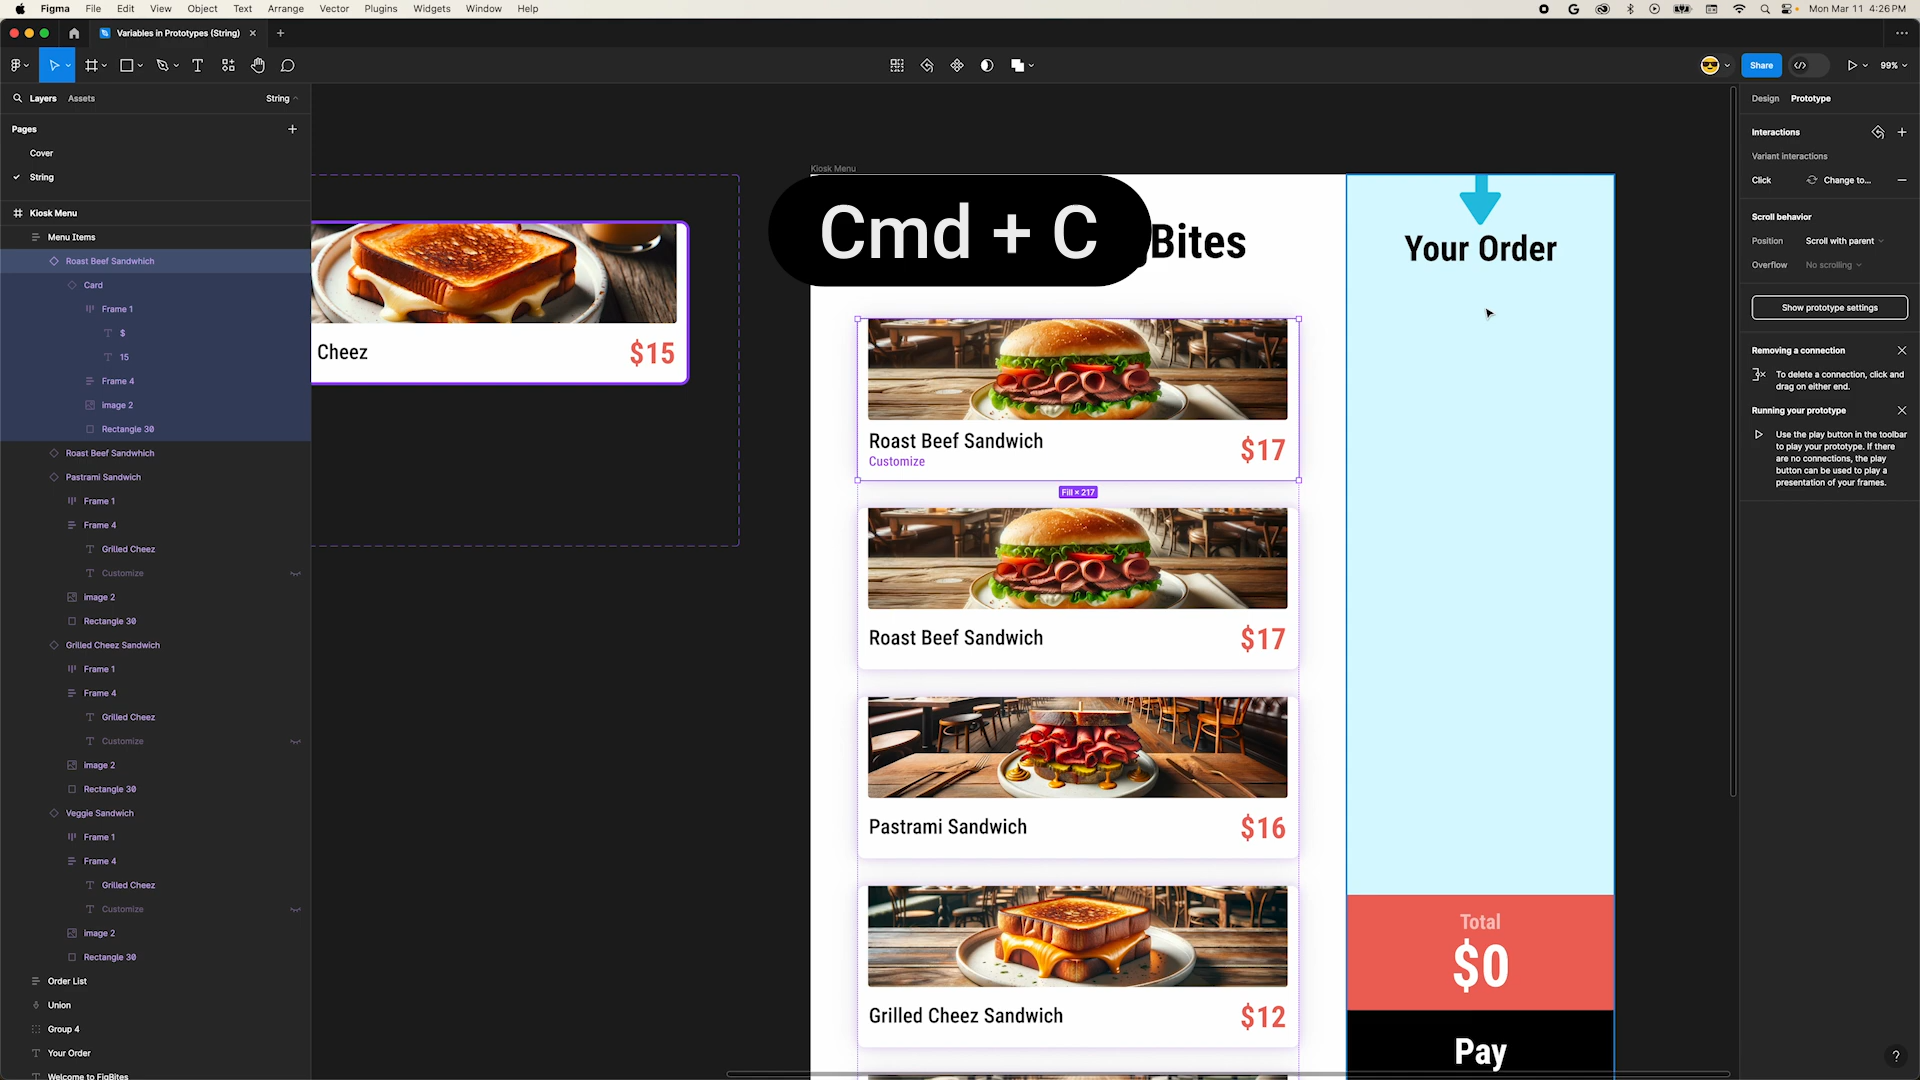 Figma File Edit View Object Text Arrange Vector Plugins Widgets Window Help
Mon Mar 11 4:26 PM
Variables in Prototypes (String)
Share
99%
Layers Assets
String
Pages
Cover
String
Kiosk Menu
Menu Items
Roast Beef Sandwhich
Card
Frame 1
$
15
Frame 4
image 2
Rectangle 30
Roast Beef Sandwhich
Pastrami Sandwich
Frame 1
Frame 4
Grilled Cheez
Customize
image 2
Rectangle 30
Grilled Cheez Sandwich
Frame 1
Frame 4
Grilled Cheez
Customize
image 2
Rectangle 30
Veggie Sandwich
Frame 1
Frame 4
Grilled Cheez
Customize
image 2
Rectangle 30
Order List
Union
Group 4
Your Order
Welcome to FigBites
Cheez
$15
Kiosk Menu
Cmd + C
Bites
Roast Beef Sandwich
Customize
$17
Fill × 217
Roast Beef Sandwich
$17
Pastrami Sandwich
$16
Grilled Cheez Sandwich
$12
Your Order
Total
$0
Pay
Design Prototype
Interactions
Variant interactions
Click Change to...
Scroll behavior
Position Scroll with parent
Overflow No scrolling
Show prototype settings
Removing a connection
To delete a connection, click and
drag on either end.
Running your prototype
Use the play button in the toolbar
to play your prototype. If there
are no connections, the play
button can be used to play a
presentation of your frames.
?